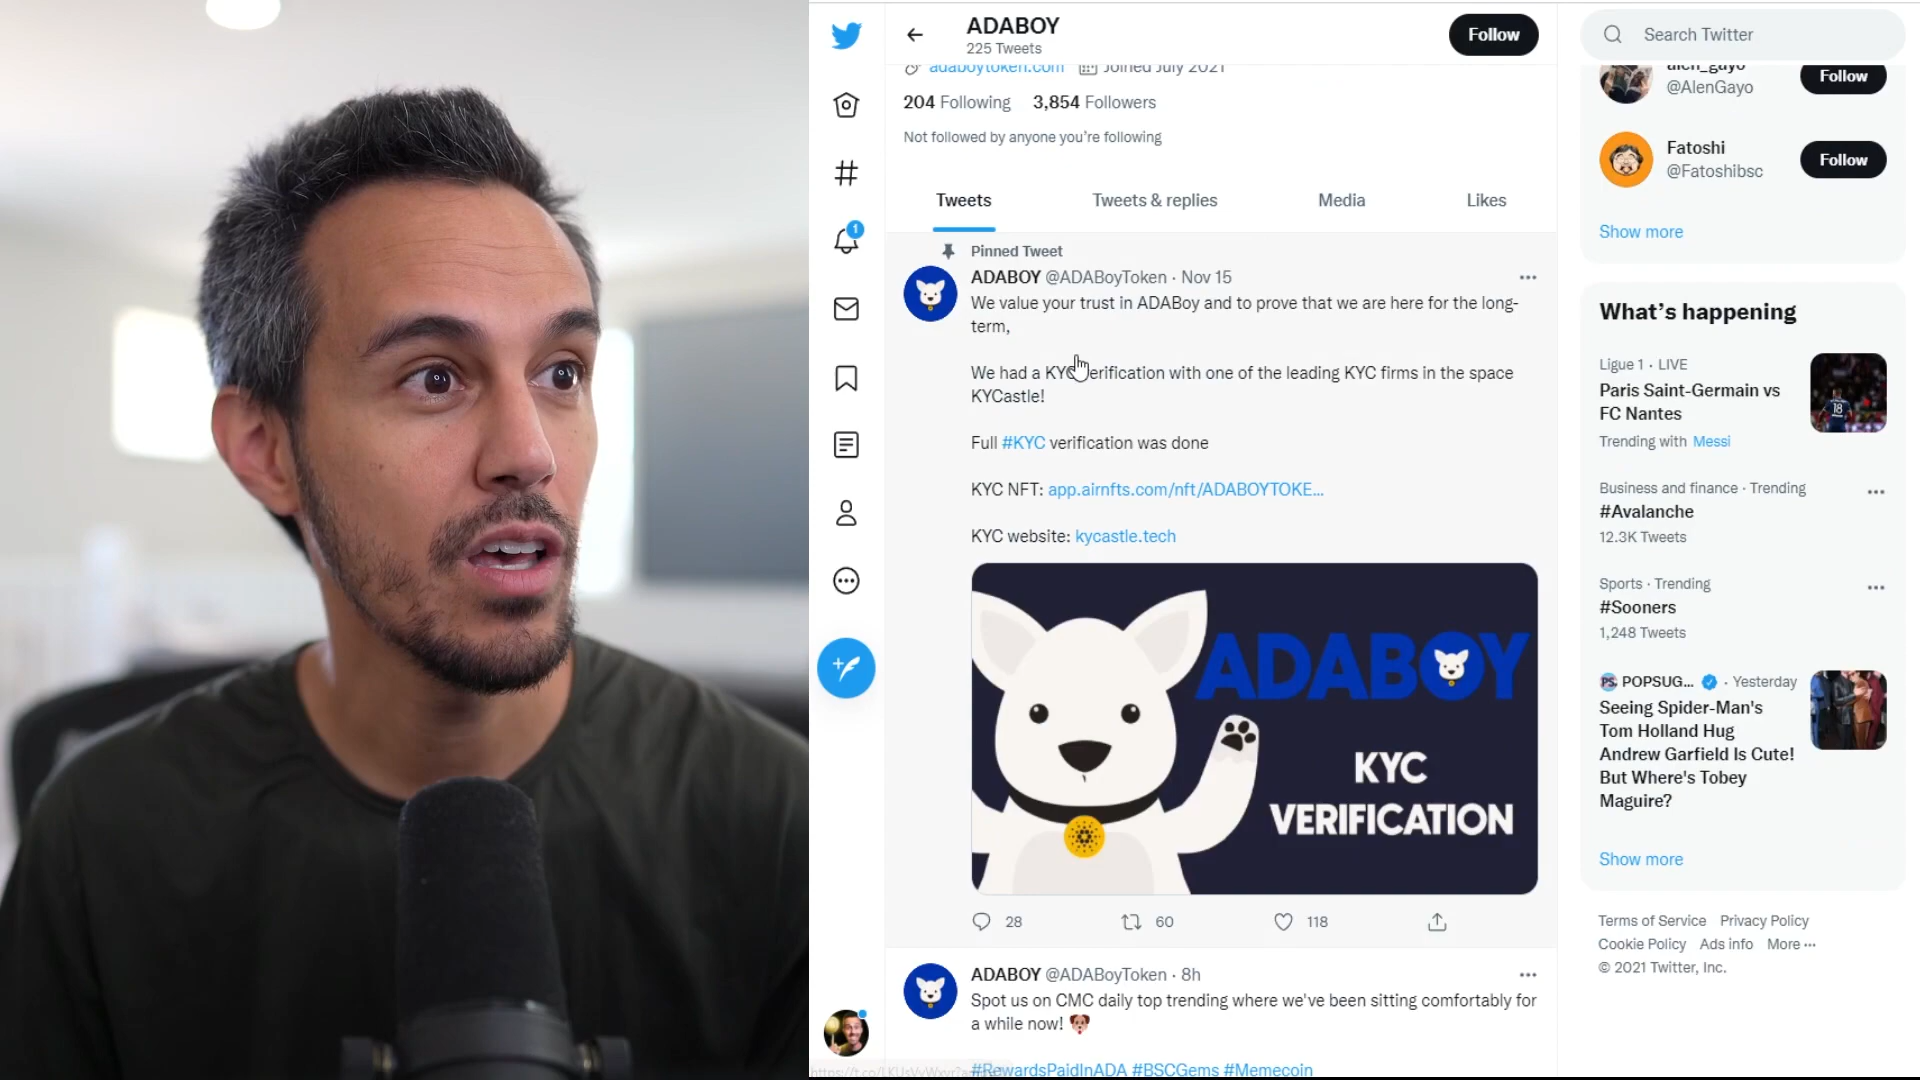 ADABOY
225 Tweets
Follow
Search Twitter
adaboytoken.com Joined July 2021
204 Following 3,854 Followers
Not followed by anyone you’re following
Tweets
Tweets & replies
Media
Likes
Pinned Tweet
ADABOY @ADABoyToken · Nov 15
We value your trust in ADABoy and to prove that we are here for the long-
term,
We had a KYC verification with one of the leading KYC firms in the space
KYCastle!
Full #KYC verification was done
KYC NFT: app.airnfts.com/nft/ADABOYTOKE...
KYC website: kycastle.tech
ADABOY
KYC
VERIFICATION
28
60
118
ADABOY @ADABoyToken · 8h
Spot us on CMC daily top trending where we've been sitting comfortably for
a while now!
#RewardsPaidInADA #BSCGems #Memecoin
1
alen_gayo
@AlenGayo
Follow
Fatoshi
@Fatoshibsc
Follow
Show more
What’s happening
Ligue 1 · LIVE
Paris Saint-Germain vs
FC Nantes
Trending with Messi
Business and finance · Trending
#Avalanche
12.3K Tweets
Sports · Trending
#Sooners
1,248 Tweets
POPSUG... · Yesterday
Seeing Spider-Man's
Tom Holland Hug
Andrew Garfield Is Cute!
But Where's Tobey
Maguire?
Show more
Terms of Service Privacy Policy
Cookie Policy Ads info More ···
© 2021 Twitter, Inc.